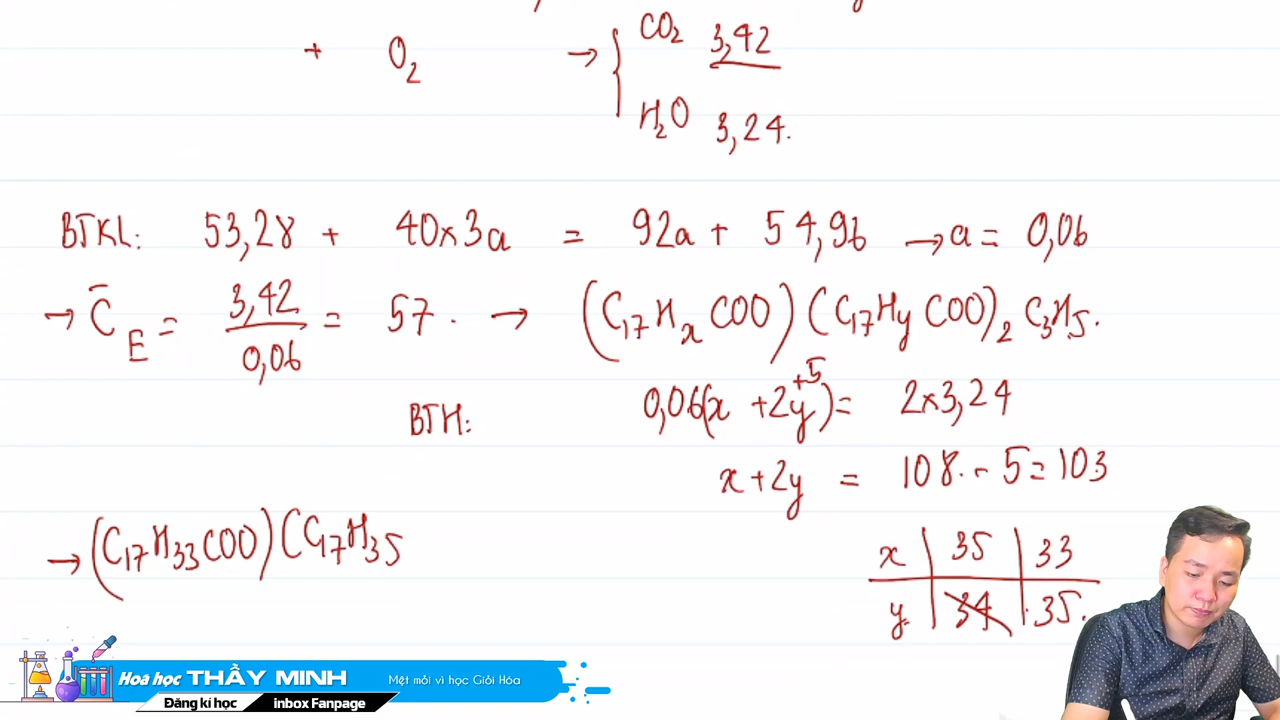 CO2 3,42
+ O2 →
H2O 3,24.
BTKL: 53,28 + 40×3a = 92a + 54,96 → a = 0,06
→ C̄E = 3,42/0,06 = 57. → (C17HxCOO)(C17HyCOO)2C3H5.
BTH: 0,06(x + 2y +5) = 2×3,24
x + 2y = 108. - 5 = 103
→ (C17H33COO)(C17H35
x | 35 | 33
y. | 34 | 35.
Hoá học THẦY MINH
Mệt mỏi vì học Giỏi Hóa
Đăng kí học inbox Fanpage